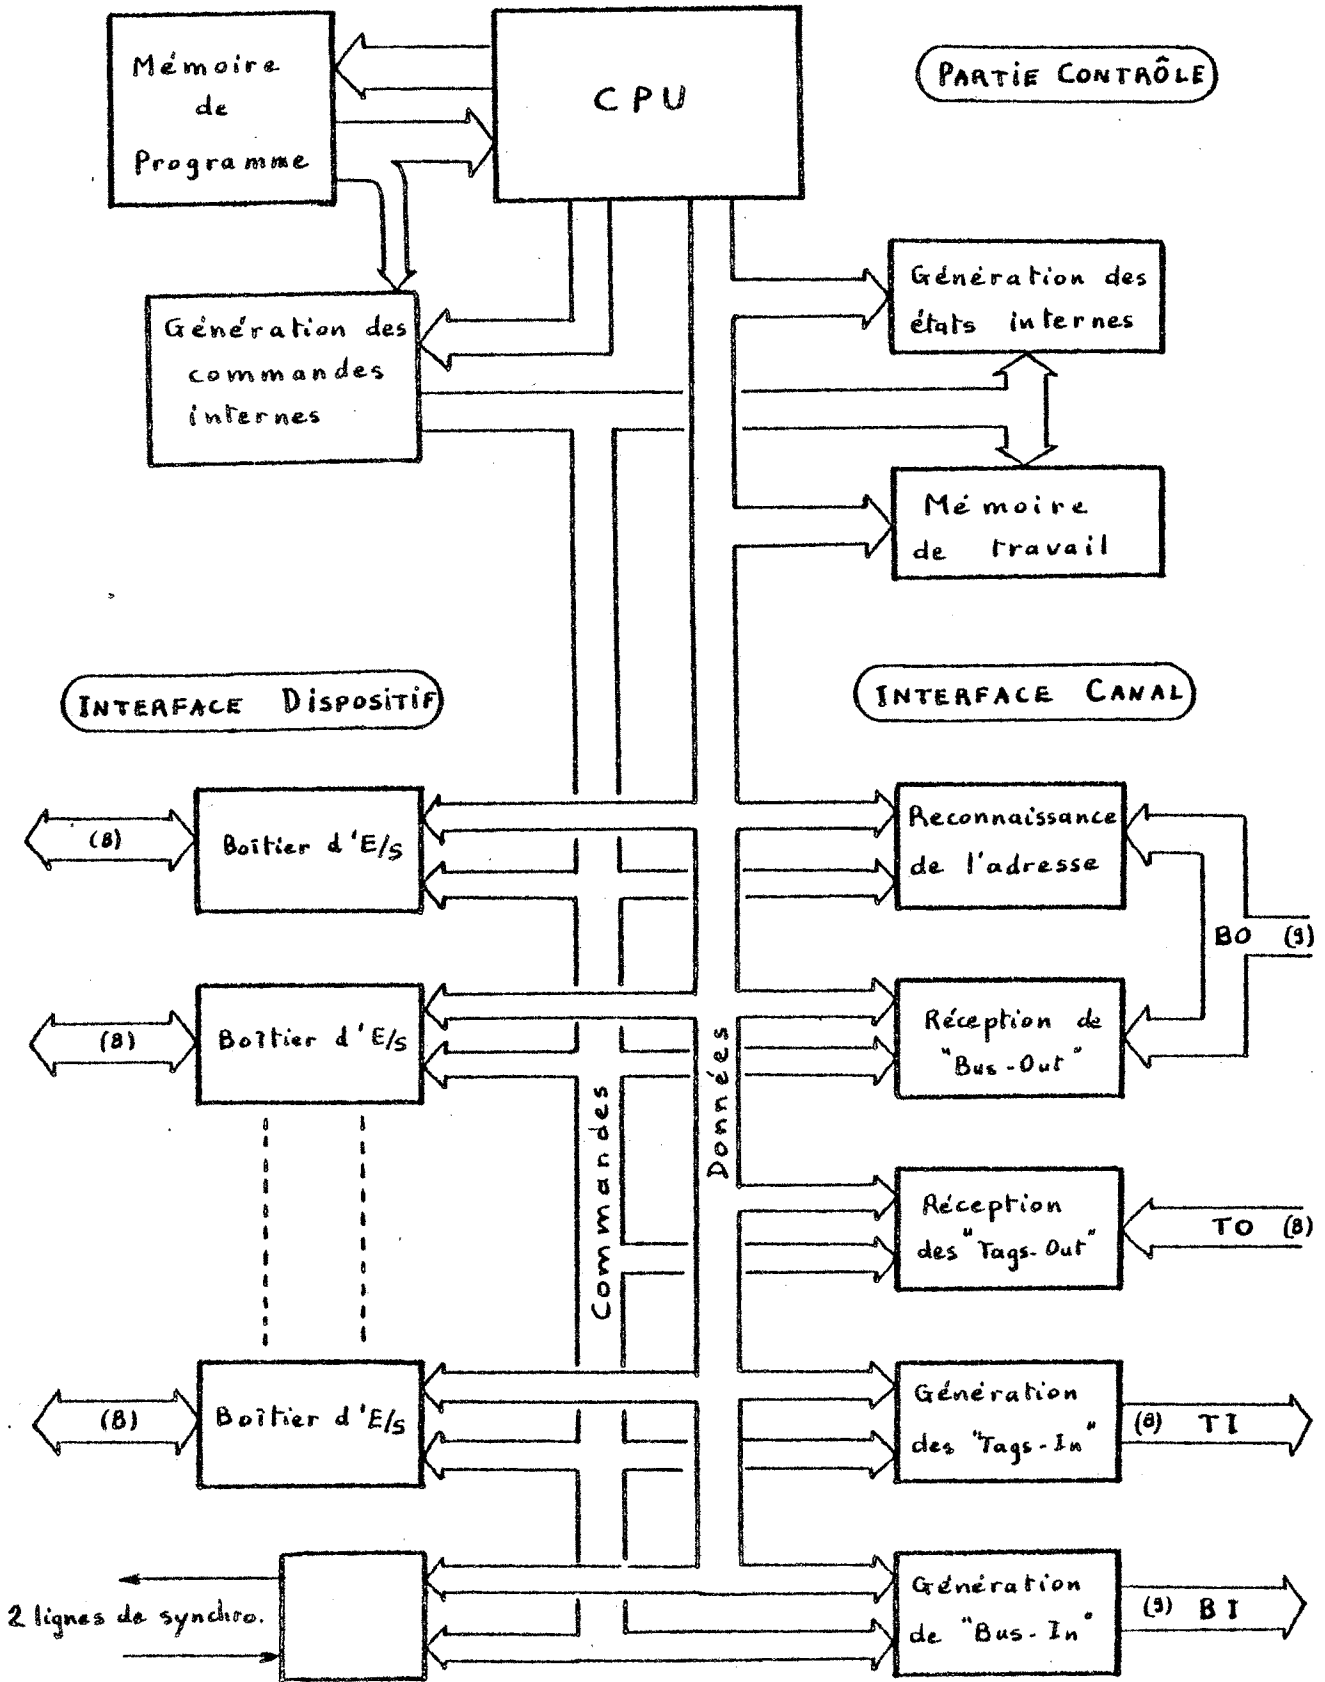 Mémoire
de
Programme
CPU
PARTIE CONTRÔLE
Génération des
commandes
internes
Génération des
états internes
Mémoire
de travail
INTERFACE DISPOSITIF
INTERFACE CANAL
(8)
Boîtier d'E/S
Reconnaissance
de l'adresse
BO (9)
(8)
Boîtier d'E/S
Réception de
"Bus-Out"
Commandes
Données
Réception
des "Tags-Out"
TO (8)
(8)
Boîtier d'E/S
Génération
des "Tags-In"
(8) TI
2 lignes de synchro.
Génération
de "Bus-In"
(9) BI